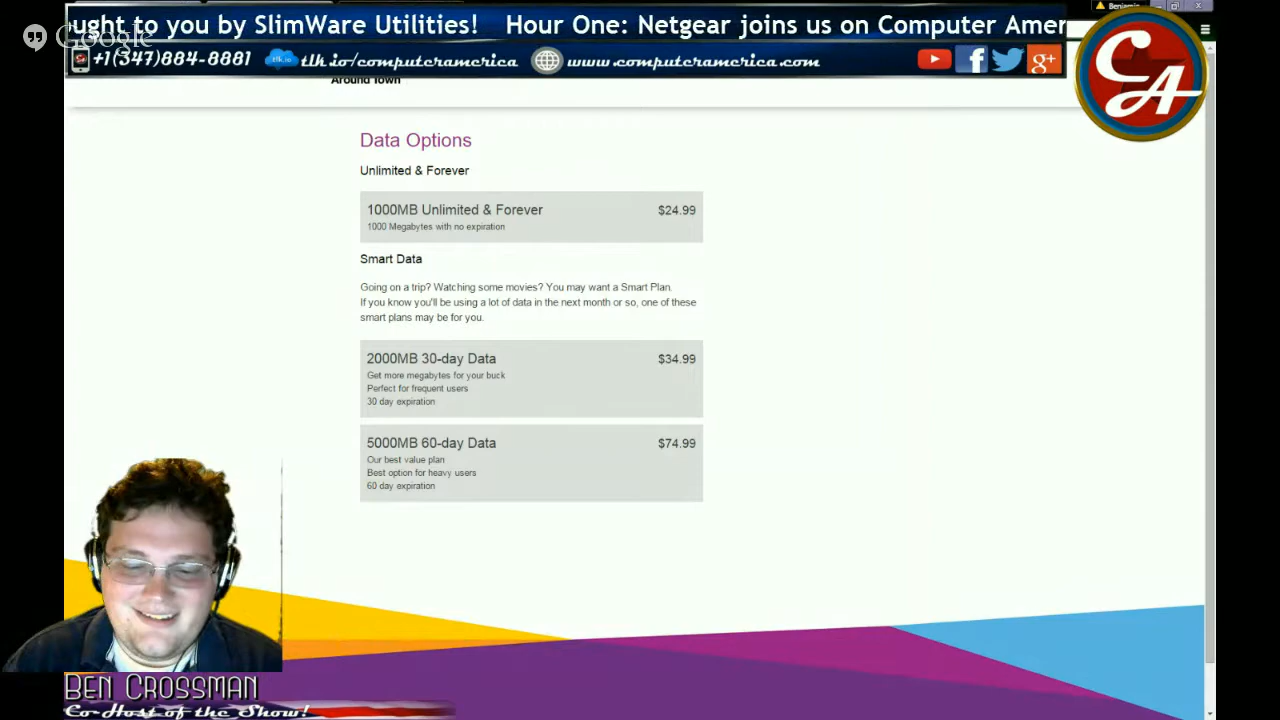 ught to you by SlimWare Utilities! Hour One: Netgear joins us on Computer Amer
Benjamin
Google
+1(347)884-8881 tlk.io tlk.io/computeramerica www.computeramerica.com
CA
Around Town
Data Options
Unlimited & Forever
1000MB Unlimited & Forever $24.99
1000 Megabytes with no expiration
Smart Data
Going on a trip? Watching some movies? You may want a Smart Plan.
If you know you'll be using a lot of data in the next month or so, one of these
smart plans may be for you.
2000MB 30-day Data $34.99
Get more megabytes for your buck
Perfect for frequent users
30 day expiration
5000MB 60-day Data $74.99
Our best value plan
Best option for heavy users
60 day expiration
Ben Crossman
Co-Host of the Show!